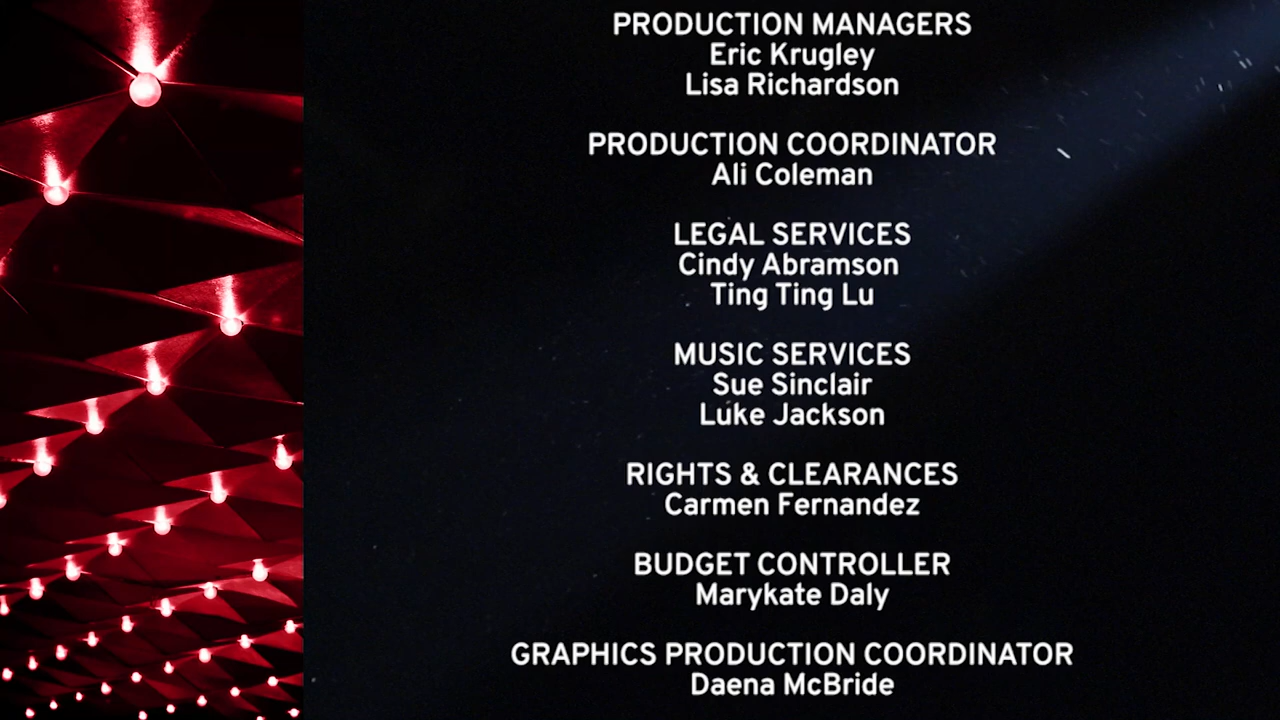 PRODUCTION MANAGERS
Eric Krugley
Lisa Richardson
PRODUCTION COORDINATOR
Ali Coleman
LEGAL SERVICES
Cindy Abramson
Ting Ting Lu
MUSIC SERVICES
Sue Sinclair
Luke Jackson
RIGHTS & CLEARANCES
Carmen Fernandez
BUDGET CONTROLLER
Marykate Daly
GRAPHICS PRODUCTION COORDINATOR
Daena McBride